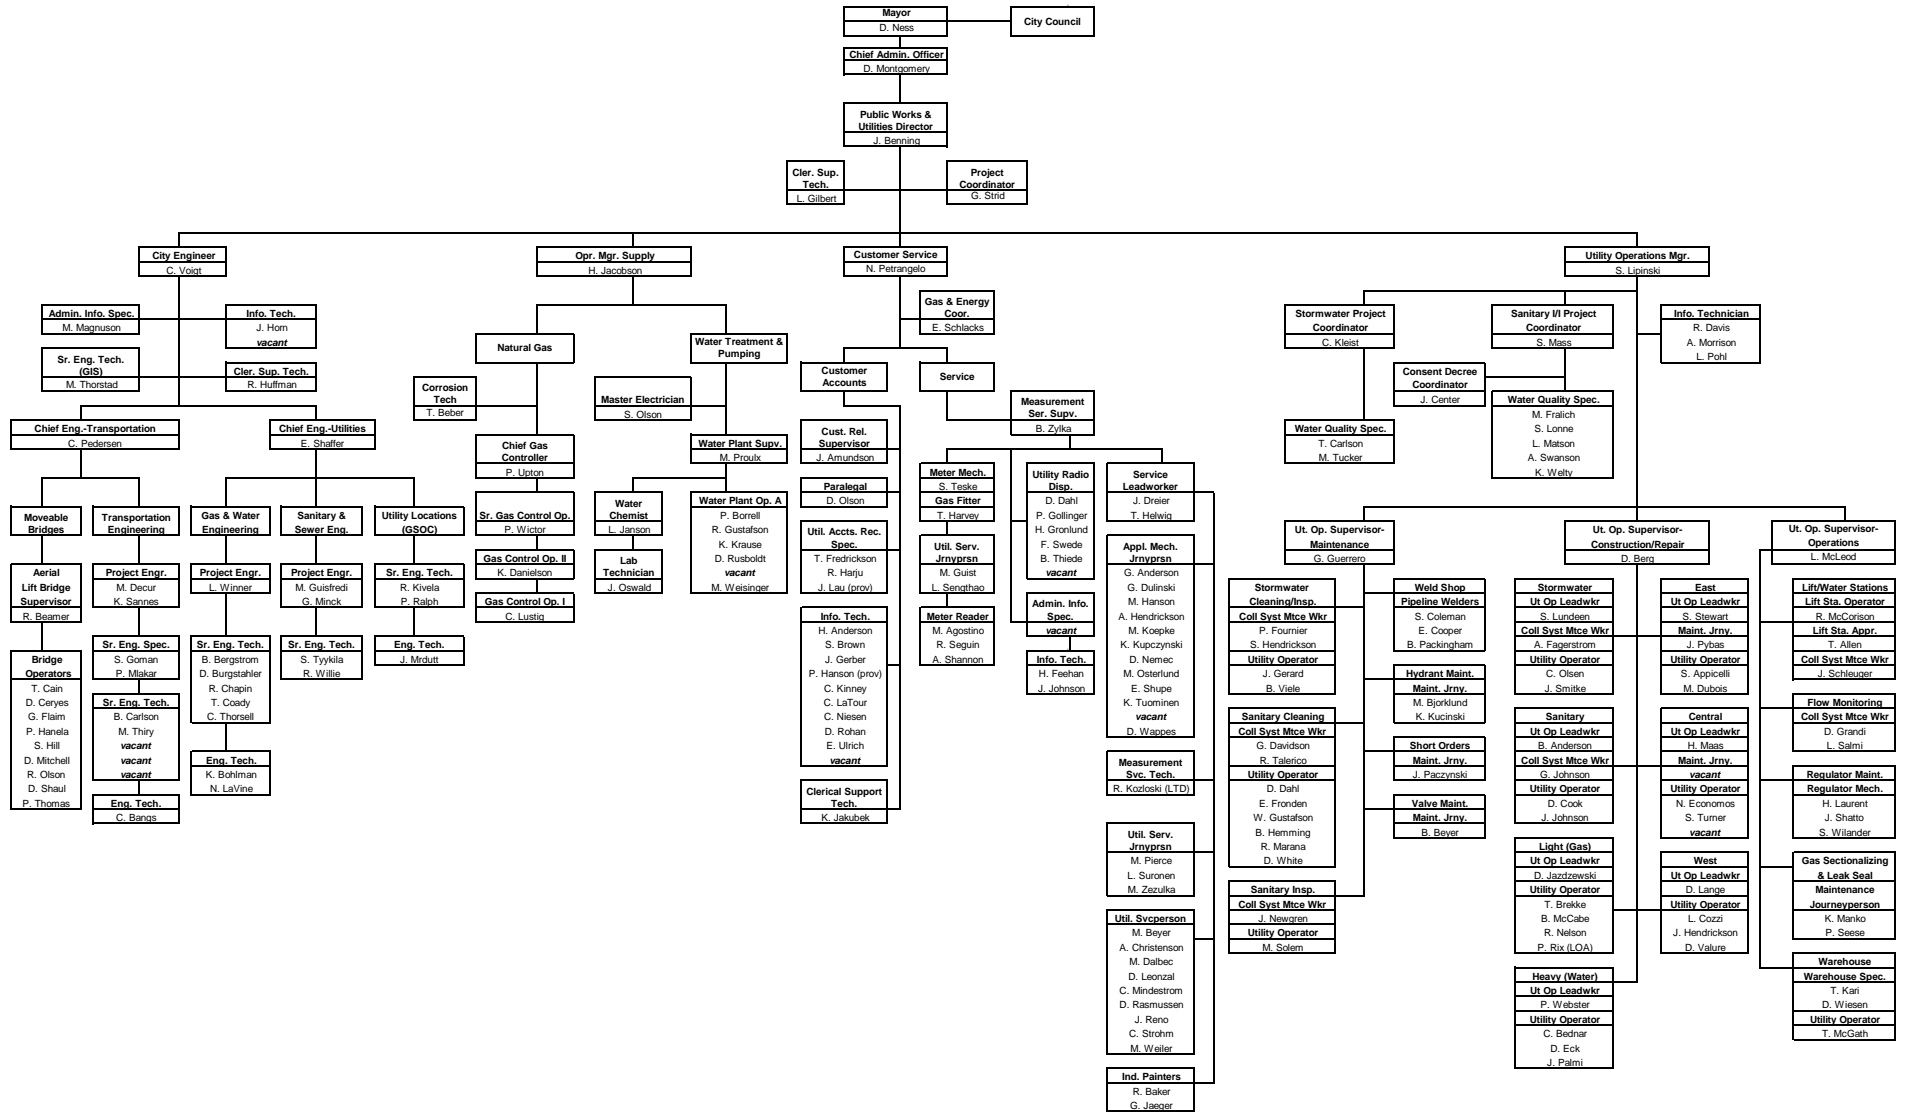 Mayor
D. Ness
City Council
Chief Admin. Officer
D. Montgomery
Public Works &
Utilities Director
J. Benning
Cler. Sup.
Tech.
L. Gilbert
Project
Coordinator
G. Strid
City Engineer
C. Voigt
Admin. Info. Spec.
M. Magnuson
Info. Tech.
J. Horn
vacant
Sr. Eng. Tech.
(GIS)
M. Thorstad
Cler. Sup. Tech.
R. Huffman
Chief Eng.-Transportation
C. Pedersen
Chief Eng.-Utilities
E. Shaffer
Moveable
Bridges
Aerial
Lift Bridge
Supervisor
R. Beamer
Bridge
Operators
T. Cain
D. Ceryes
G. Flaim
P. Hanela
S. Hill
D. Mitchell
R. Olson
D. Shaul
P. Thomas
Transportation
Engineering
Project Engr.
M. Decur
K. Sannes
Sr. Eng. Spec.
S. Goman
P. Mlakar
Sr. Eng. Tech.
B. Carlson
M. Thiry
vacant
vacant
vacant
Eng. Tech.
C. Bangs
Gas & Water
Engineering
Project Engr.
L. Winner
Sr. Eng. Tech.
B. Bergstrom
D. Burgstahler
R. Chapin
T. Coady
C. Thorsell
Eng. Tech.
K. Bohlman
N. LaVine
Sanitary &
Sewer Eng.
Project Engr.
M. Guisfredi
G. Minck
Sr. Eng. Tech.
S. Tyykila
R. Willie
Utility Locations
(GSOC)
Sr. Eng. Tech.
R. Kivela
P. Ralph
Eng. Tech.
J. Mrdutt
Opr. Mgr. Supply
H. Jacobson
Natural Gas
Corrosion
Tech
T. Beber
Chief Gas
Controller
P. Upton
Sr. Gas Control Op.
P. Wictor
Gas Control Op. II
K. Danielson
Gas Control Op. I
C. Lustig
Water Treatment &
Pumping
Master Electrician
S. Olson
Water Plant Supv.
M. Proulx
Water
Chemist
L. Janson
Lab
Technician
J. Oswald
Water Plant Op. A
P. Borrell
R. Gustafson
K. Krause
D. Rusboldt
vacant
M. Weisinger
Customer Service
N. Petrangelo
Gas & Energy
Coor.
E. Schlacks
Customer
Accounts
Cust. Rel.
Supervisor
J. Amundson
Paralegal
D. Olson
Util. Accts. Rec.
Spec.
T. Fredrickson
R. Harju
J. Lau (prov)
Info. Tech.
H. Anderson
S. Brown
J. Gerber
P. Hanson (prov)
C. Kinney
C. LaTour
C. Niesen
D. Rohan
E. Ulrich
vacant
Clerical Support
Tech.
K. Jakubek
Service
Measurement
Ser. Supv.
B. Zylka
Meter Mech.
S. Teske
Gas Fitter
T. Harvey
Util. Serv.
Jrnyprsn
M. Guist
L. Sengthao
Meter Reader
M. Agostino
R. Seguin
A. Shannon
Utility Radio
Disp.
D. Dahl
P. Gollinger
H. Gronlund
F. Swede
B. Thiede
vacant
Admin. Info.
Spec.
vacant
Info. Tech.
H. Feehan
J. Johnson
Service
Leadworker
J. Dreier
T. Helwig
Appl. Mech.
Jrnyprsn
G. Anderson
G. Dulinski
M. Hanson
A. Hendrickson
M. Koepke
K. Kupczynski
D. Nemec
M. Osterlund
E. Shupe
K. Tuominen
vacant
D. Wappes
Measurement
Svc. Tech.
R. Kozloski (LTD)
Util. Serv.
Jrnyprsn
M. Pierce
L. Suronen
M. Zezulka
Util. Svcperson
M. Beyer
A. Christenson
M. Dalbec
D. Leonzal
C. Mindestrom
D. Rasmussen
J. Reno
C. Strohm
M. Weiler
Ind. Painters
R. Baker
G. Jaeger
Utility Operations Mgr.
S. Lipinski
Stormwater Project
Coordinator
C. Kleist
Water Quality Spec.
T. Carlson
M. Tucker
Sanitary I/I Project
Coordinator
S. Mass
Consent Decree
Coordinator
J. Center
Water Quality Spec.
M. Fralich
S. Lonne
L. Matson
A. Swanson
K. Welty
Info. Technician
R. Davis
A. Morrison
L. Pohl
Ut. Op. Supervisor-
Maintenance
G. Guerrero
Stormwater
Cleaning/Insp.
Coll Syst Mtce Wkr
P. Fournier
S. Hendrickson
Utility Operator
J. Gerard
B. Viele
Sanitary Cleaning
Coll Syst Mtce Wkr
G. Davidson
R. Talerico
Utility Operator
D. Dahl
E. Fronden
W. Gustafson
B. Hemming
R. Marana
D. White
Sanitary Insp.
Coll Syst Mtce Wkr
J. Newgren
Utility Operator
M. Solem
Weld Shop
Pipeline Welders
S. Coleman
E. Cooper
B. Packingham
Hydrant Maint.
Maint. Jrny.
M. Bjorklund
K. Kucinski
Short Orders
Maint. Jrny.
J. Paczynski
Valve Maint.
Maint. Jrny.
B. Beyer
Ut. Op. Supervisor-
Construction/Repair
D. Berg
Stormwater
Ut Op Leadwkr
S. Lundeen
Coll Syst Mtce Wkr
A. Fagerstrom
Utility Operator
C. Olsen
J. Smitke
Sanitary
Ut Op Leadwkr
B. Anderson
Coll Syst Mtce Wkr
G. Johnson
Utility Operator
D. Cook
J. Johnson
Light (Gas)
Ut Op Leadwkr
D. Jazdzewski
Utility Operator
T. Brekke
B. McCabe
R. Nelson
P. Rix (LOA)
Heavy (Water)
Ut Op Leadwkr
P. Webster
Utility Operator
C. Bednar
D. Eck
J. Palmi
East
Ut Op Leadwkr
S. Stewart
Maint. Jrny.
J. Pybas
Utility Operator
S. Appicelli
M. Dubois
Central
Ut Op Leadwkr
H. Maas
Maint. Jrny.
vacant
Utility Operator
N. Economos
S. Turner
vacant
West
Ut Op Leadwkr
D. Lange
Utility Operator
L. Cozzi
J. Hendrickson
D. Valure
Ut. Op. Supervisor-
Operations
L. McLeod
Lift/Water Stations
Lift Sta. Operator
R. McCorison
Lift Sta. Appr.
T. Allen
Coll Syst Mtce Wkr
J. Schleuger
Flow Monitoring
Coll Syst Mtce Wkr
D. Grandi
L. Salmi
Regulator Maint.
Regulator Mech.
H. Laurent
J. Shatto
S. Wilander
Gas Sectionalizing
& Leak Seal
Maintenance
Journeyperson
K. Manko
P. Seese
Warehouse
Warehouse Spec.
T. Kari
D. Wiesen
Utility Operator
T. McGath